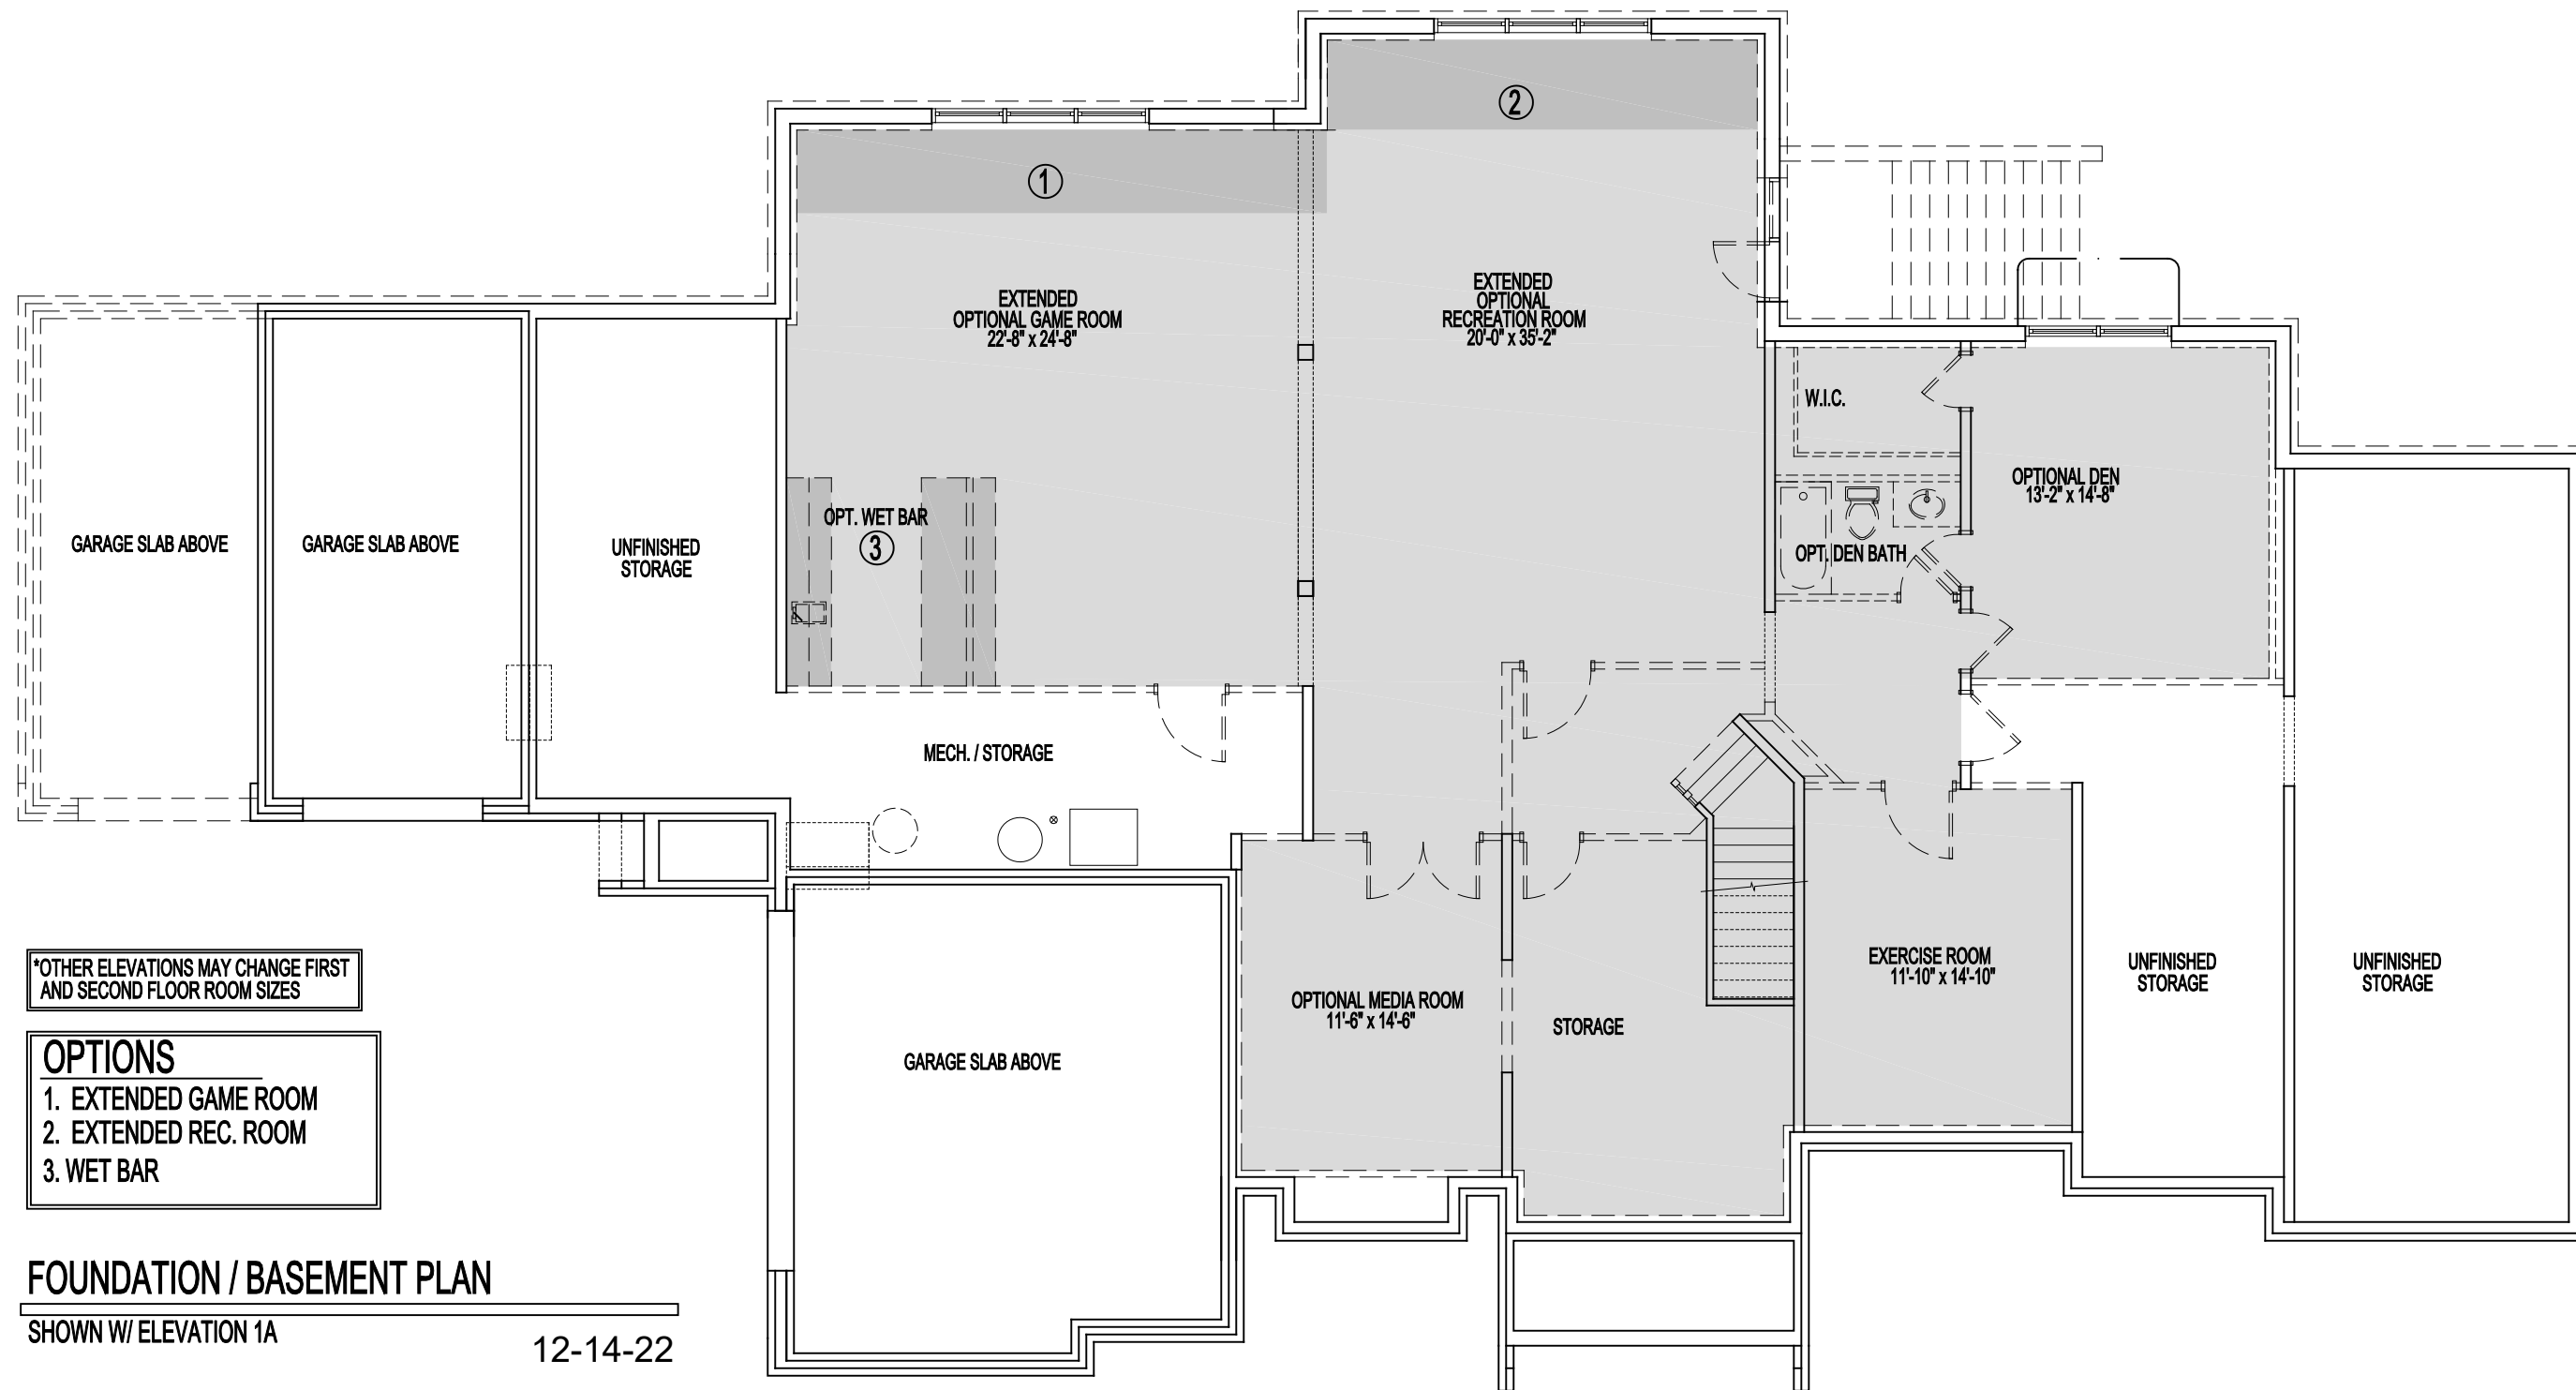 ②
①
EXTENDED
OPTIONAL GAME ROOM
22'-8" x 24'-8"
EXTENDED
OPTIONAL
RECREATION ROOM
20'-0" x 35'-2"
W.I.C.
OPTIONAL DEN
13'-2" x 14'-8"
GARAGE SLAB ABOVE
GARAGE SLAB ABOVE
UNFINISHED
STORAGE
OPT. WET BAR
③
OPT. DEN BATH
MECH. / STORAGE
EXERCISE ROOM
11'-10" x 14'-10"
UNFINISHED
STORAGE
UNFINISHED
STORAGE
OPTIONAL MEDIA ROOM
11'-6" x 14'-6"
STORAGE
GARAGE SLAB ABOVE
*OTHER ELEVATIONS MAY CHANGE FIRST
AND SECOND FLOOR ROOM SIZES
OPTIONS
1. EXTENDED GAME ROOM
2. EXTENDED REC. ROOM
3. WET BAR
FOUNDATION / BASEMENT PLAN
SHOWN W/ ELEVATION 1A
12-14-22